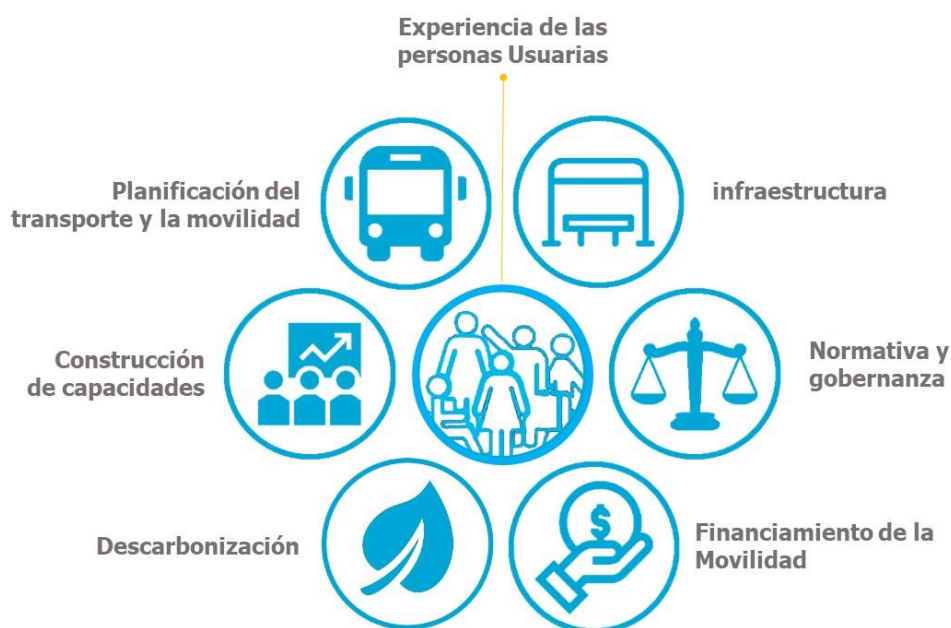 Experiencia de las
personas Usuarias
Planificación del
transporte y la movilidad
infraestructura
Construcción
de capacidades
Normativa y
gobernanza
Descarbonización
Financiamiento de la
Movilidad
$